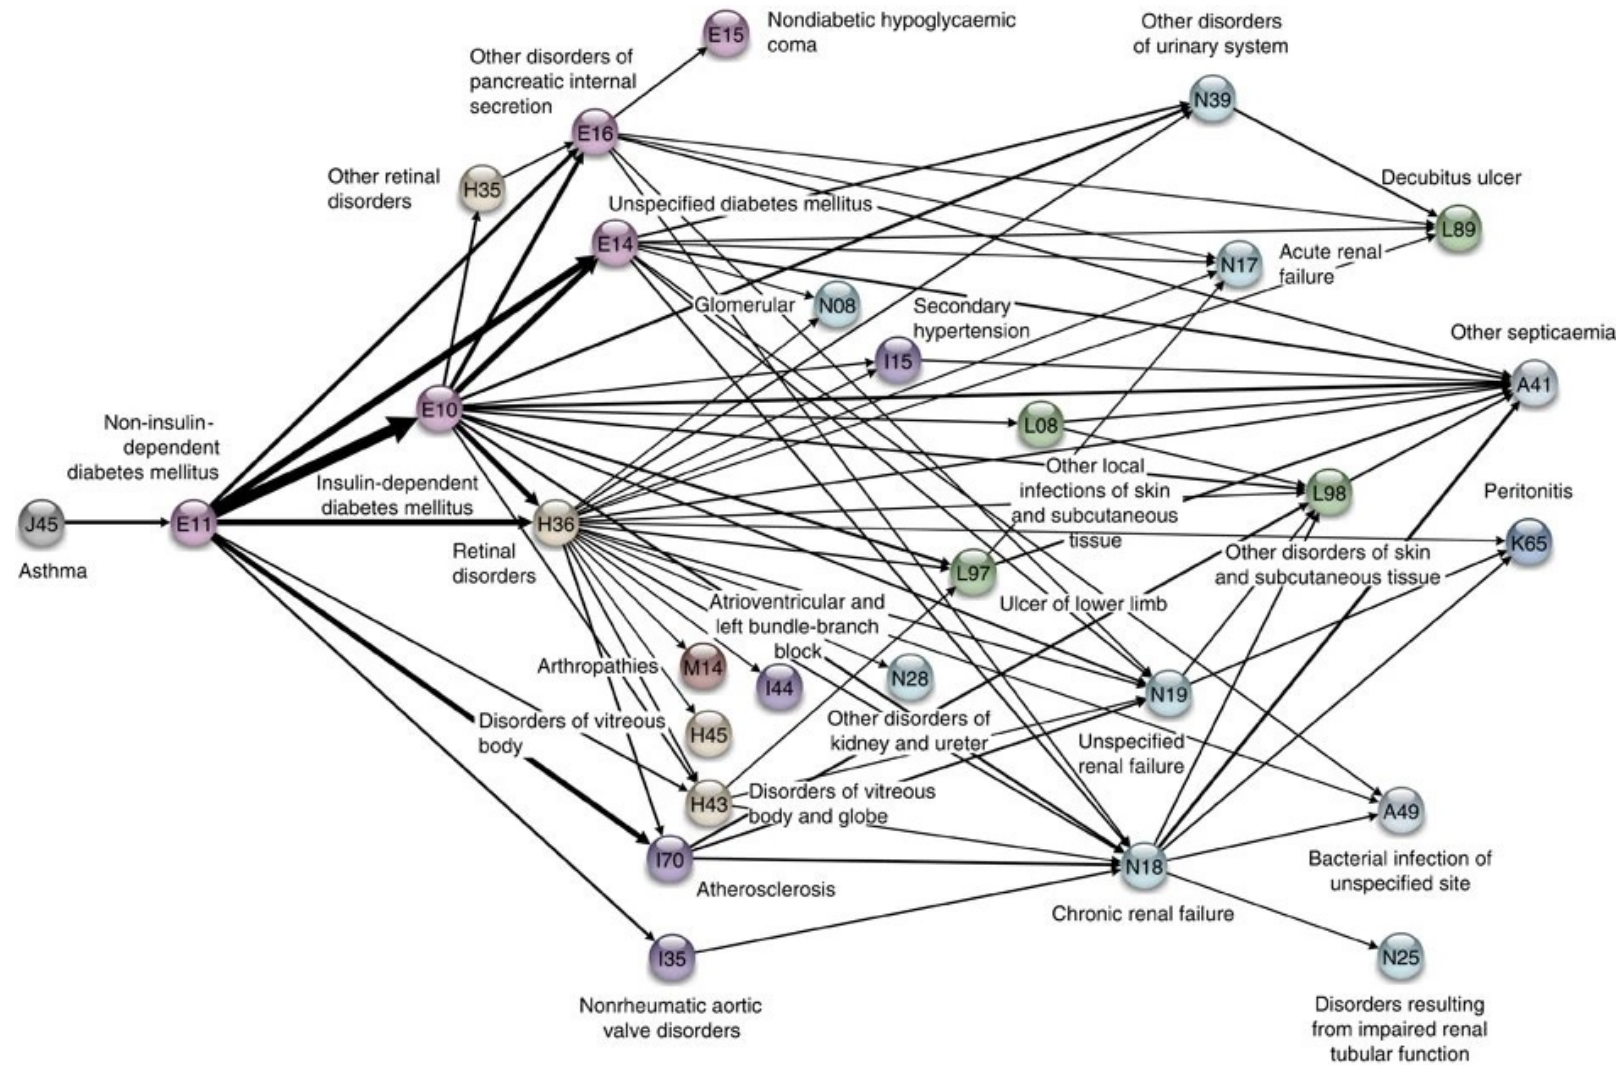 E15
Nondiabetic hypoglycaemic
coma
Other disorders
of urinary system
Other disorders of
pancreatic internal
secretion
N39
E16
Other retinal
disorders
H35
Decubitus ulcer
Unspecified diabetes mellitus
L89
E14
Acute renal
failure
N17
Glomerular
N08
Secondary
hypertension
I15
Other septicaemia
A41
E10
Non-insulin-
dependent
diabetes mellitus
L08
Other local
infections of skin
and subcutaneous
tissue
L98
Peritonitis
Insulin-dependent
diabetes mellitus
J45
E11
H36
K65
Asthma
Retinal
disorders
L97
Other disorders of skin
and subcutaneous tissue
Atrioventricular and
left bundle-branch
block
Ulcer of lower limb
Arthropathies
M14
I44
N28
N19
Disorders of vitreous
body
H45
Other disorders of
kidney and ureter
Unspecified
renal failure
H43
Disorders of vitreous
body and globe
A49
I70
Atherosclerosis
N18
Bacterial infection of
unspecified site
Chronic renal failure
I35
N25
Nonrheumatic aortic
valve disorders
Disorders resulting
from impaired renal
tubular function